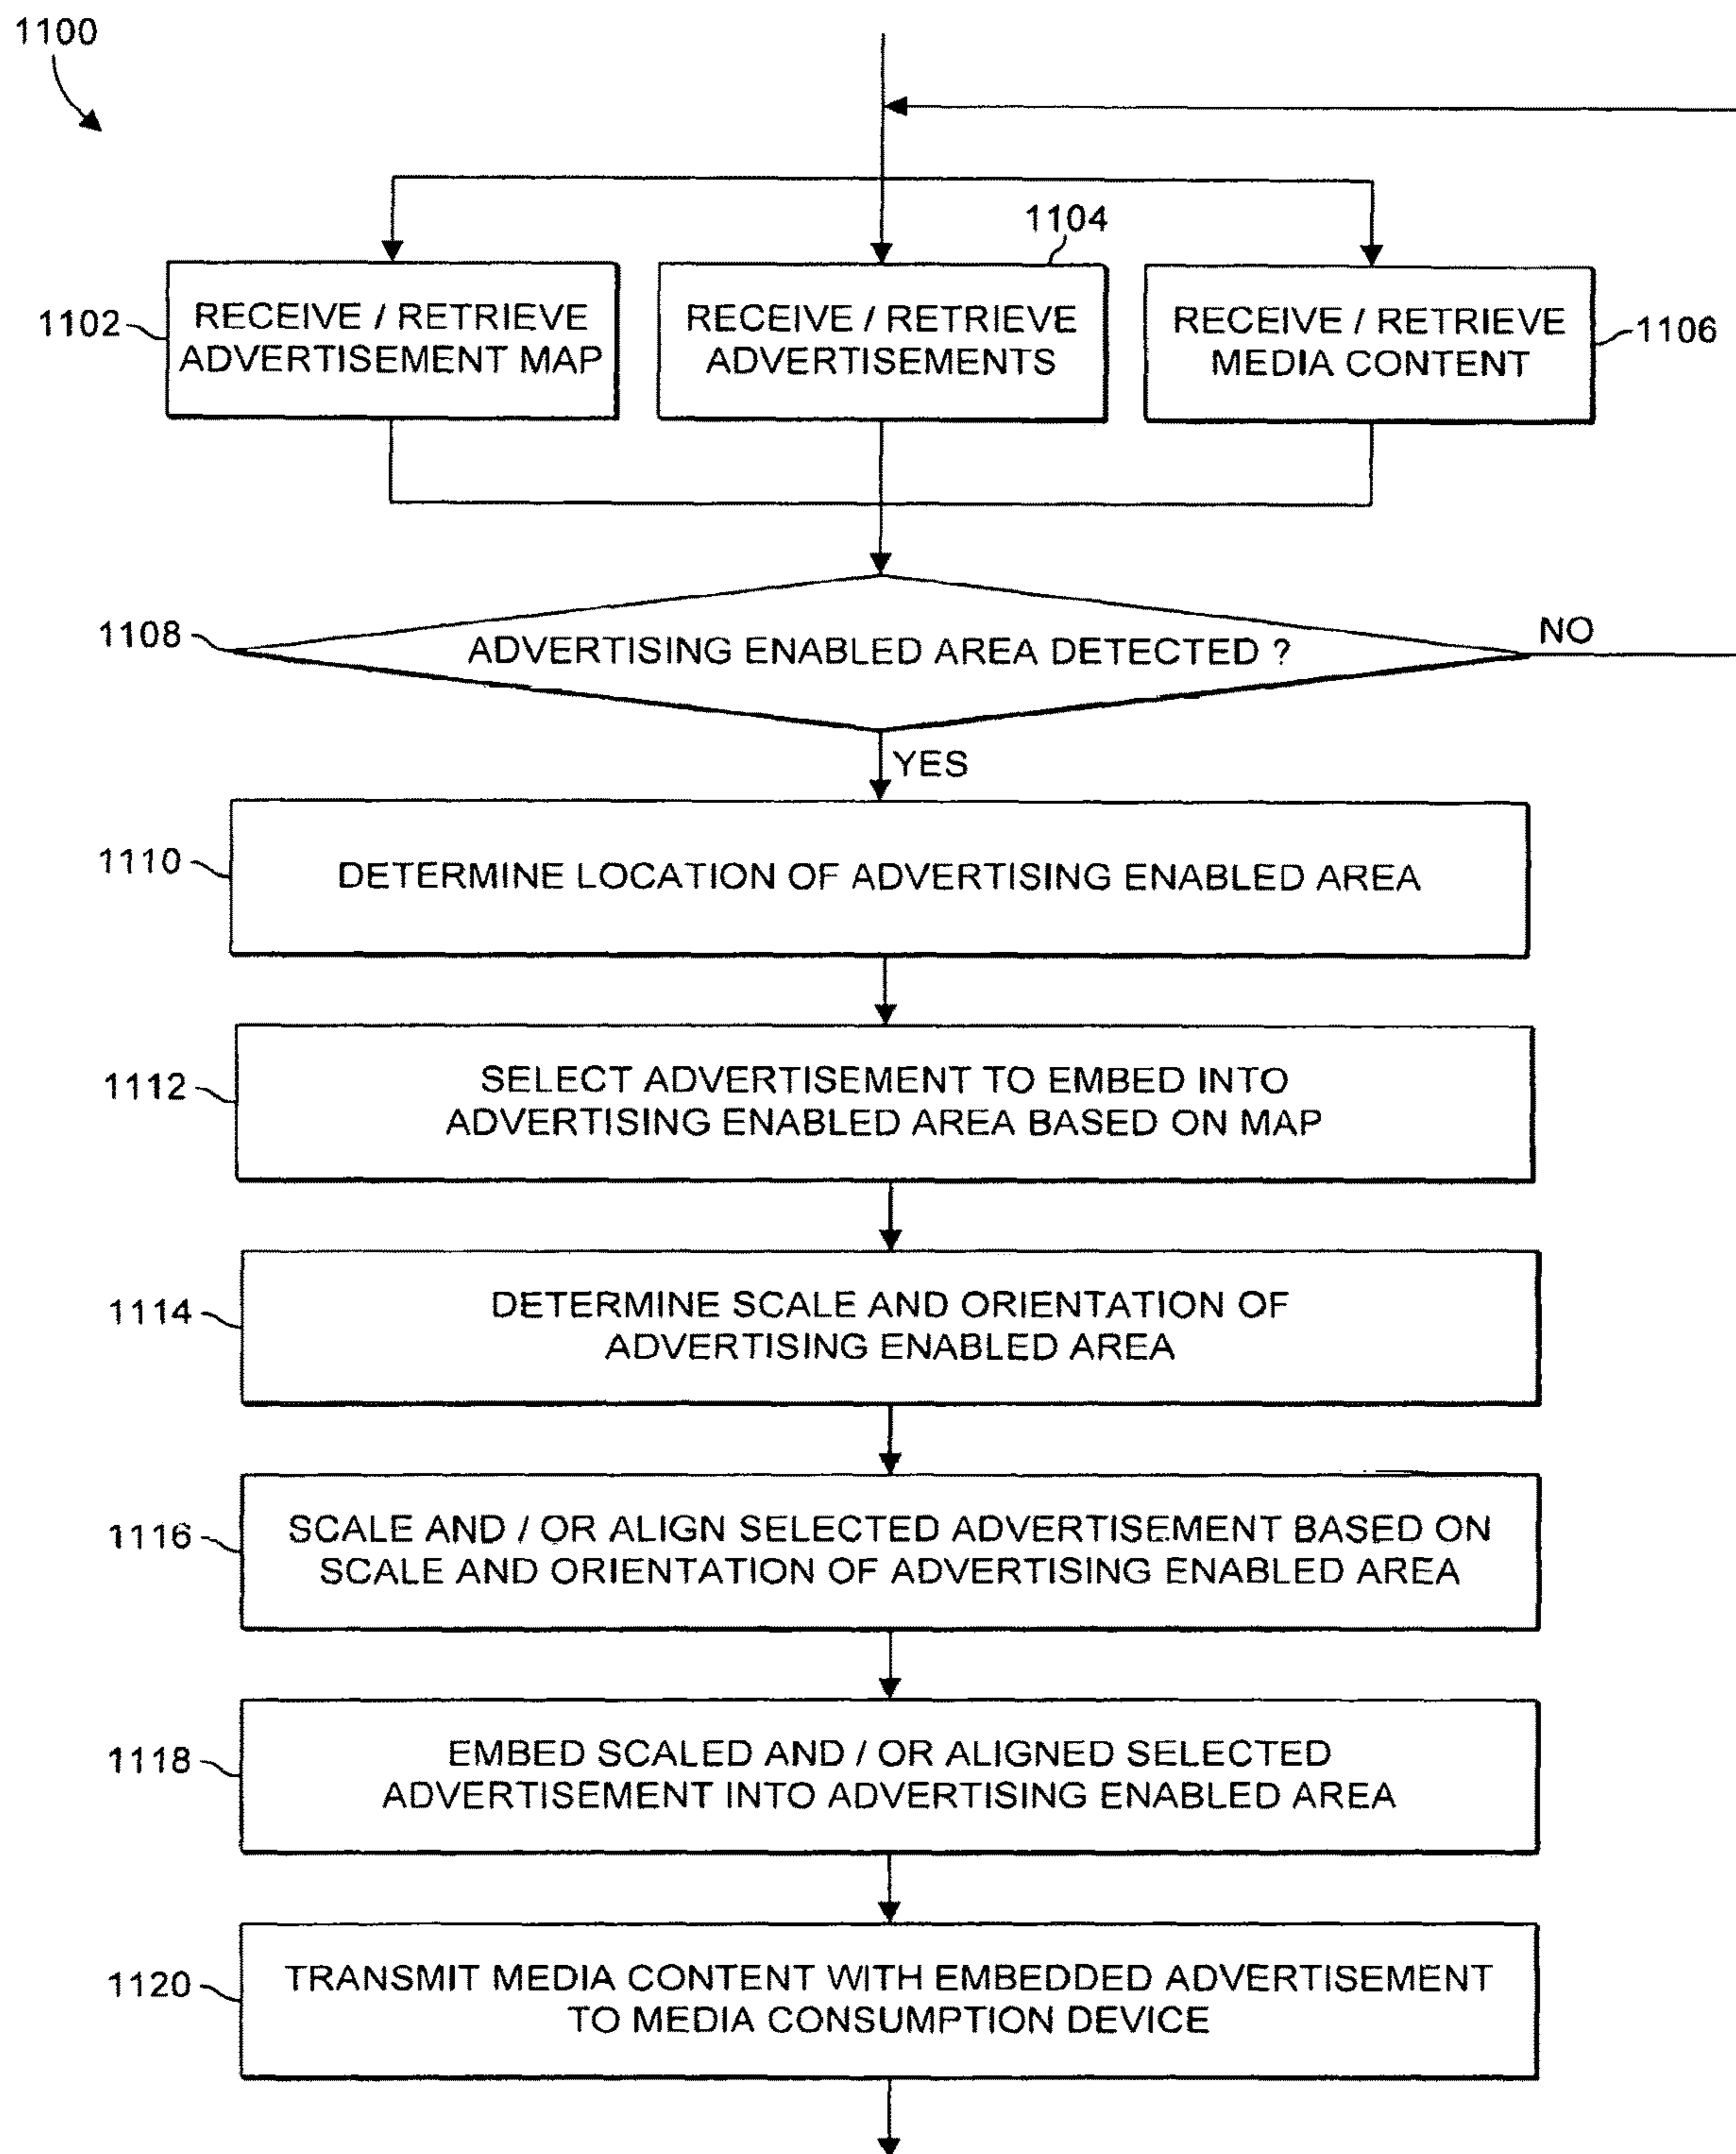 1100
1104
1102
RECEIVE / RETRIEVE
ADVERTISEMENT MAP
RECEIVE / RETRIEVE
ADVERTISEMENTS
RECEIVE / RETRIEVE
MEDIA CONTENT
1106
1108
ADVERTISING ENABLED AREA DETECTED ?
NO
YES
1110
DETERMINE LOCATION OF ADVERTISING ENABLED AREA
1112
SELECT ADVERTISEMENT TO EMBED INTO
ADVERTISING ENABLED AREA BASED ON MAP
1114
DETERMINE SCALE AND ORIENTATION OF
ADVERTISING ENABLED AREA
1116
SCALE AND / OR ALIGN SELECTED ADVERTISEMENT BASED ON
SCALE AND ORIENTATION OF ADVERTISING ENABLED AREA
1118
EMBED SCALED AND / OR ALIGNED SELECTED
ADVERTISEMENT INTO ADVERTISING ENABLED AREA
1120
TRANSMIT MEDIA CONTENT WITH EMBEDDED ADVERTISEMENT
TO MEDIA CONSUMPTION DEVICE